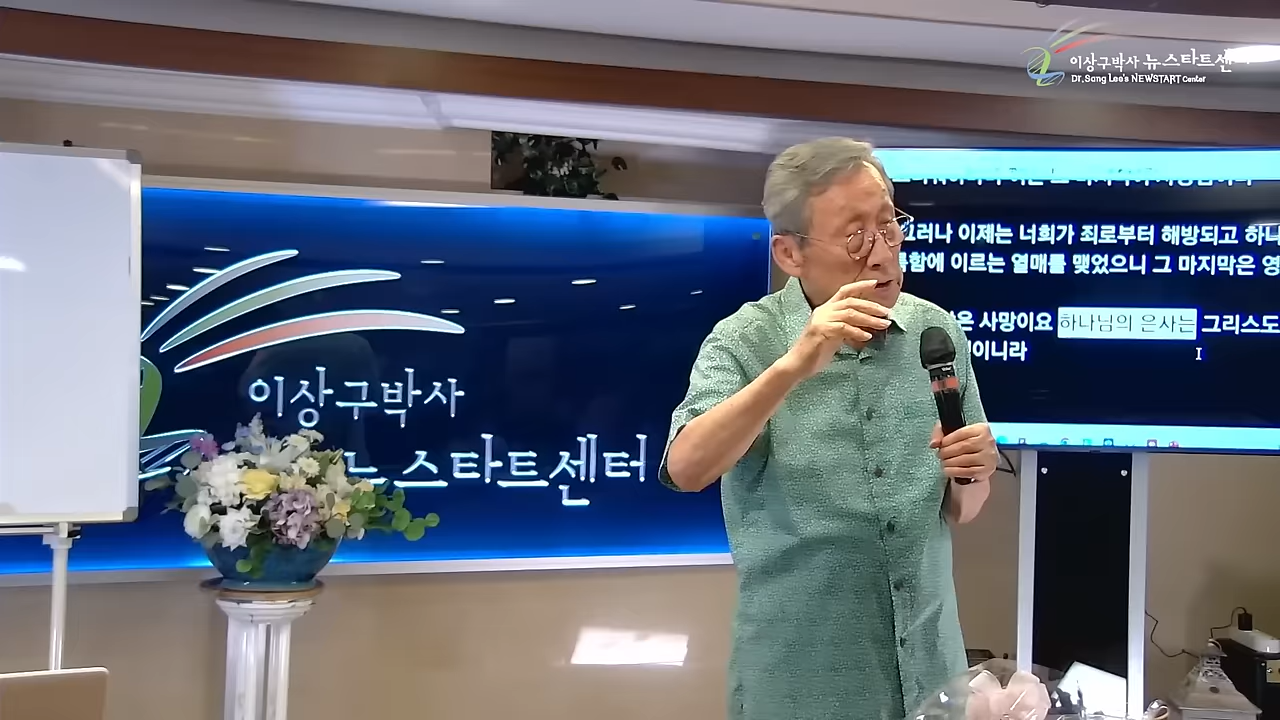 이상구박사 뉴스타트센터
Dr. Sang Lee's NEWSTART Center
이상구박사
뉴스타트센터
그러나 이제는 너희가 죄로부터 해방되고 하나
함에 이르는 열매를 맺었으니 그 마지막은 영
은 사망이요 하나님의 은사는 그리스도
이니라